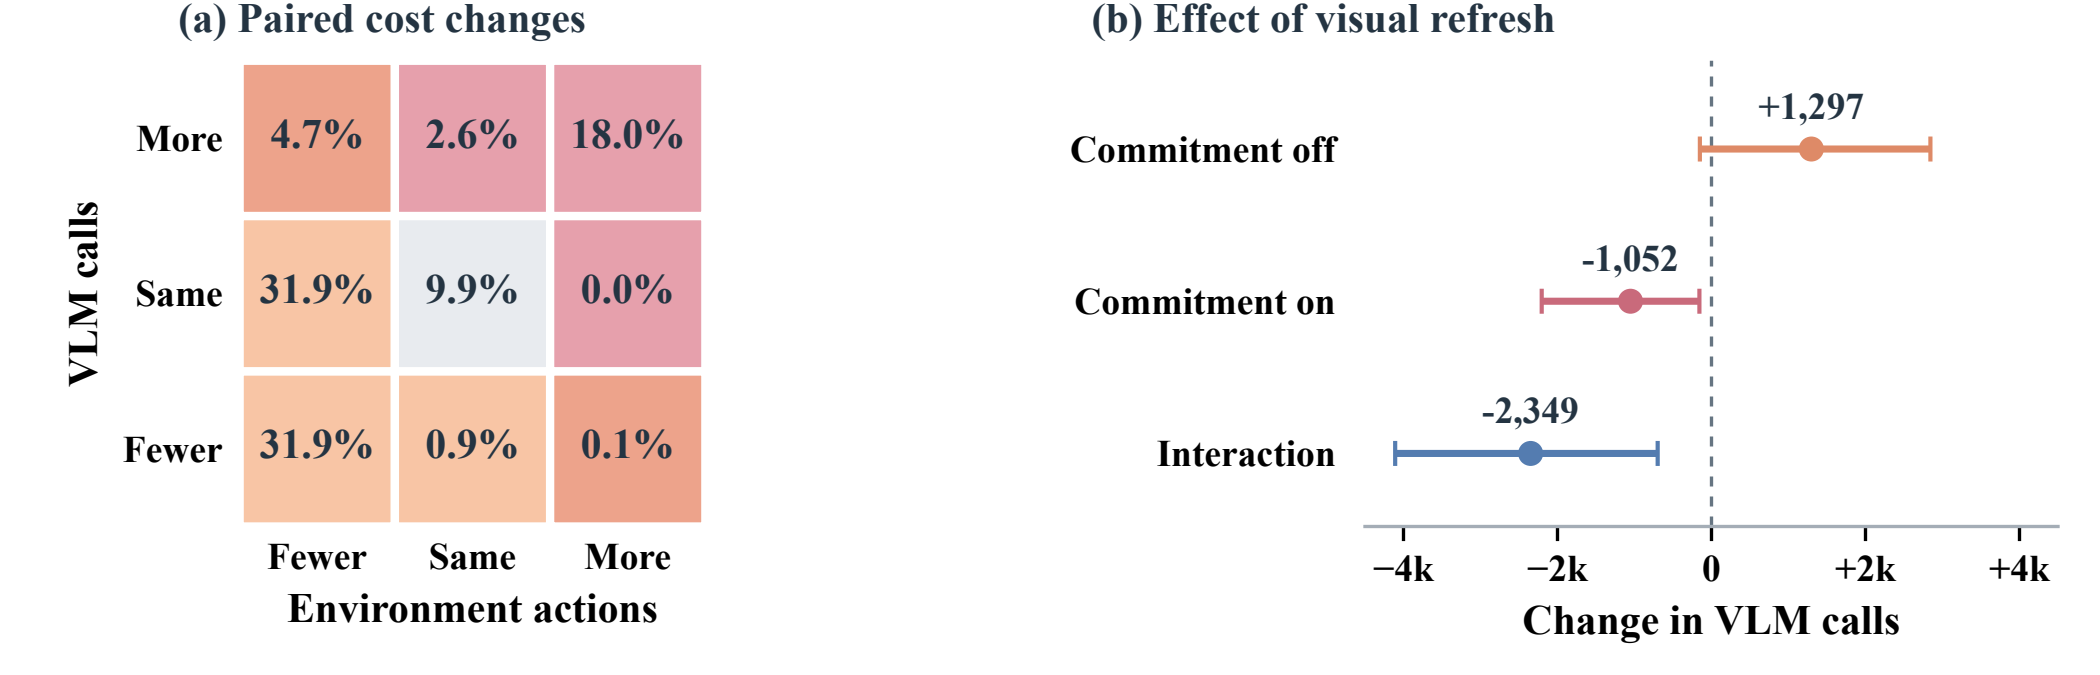 (a) Paired cost changes
VLM calls
More
4.7%
2.6%
18.0%
Same
31.9%
9.9%
0.0%
Fewer
31.9%
0.9%
0.1%
Fewer
Same
More
Environment actions
(b) Effect of visual refresh
+1,297
Commitment off
-1,052
Commitment on
-2,349
Interaction
−4k
−2k
0
+2k
+4k
Change in VLM calls